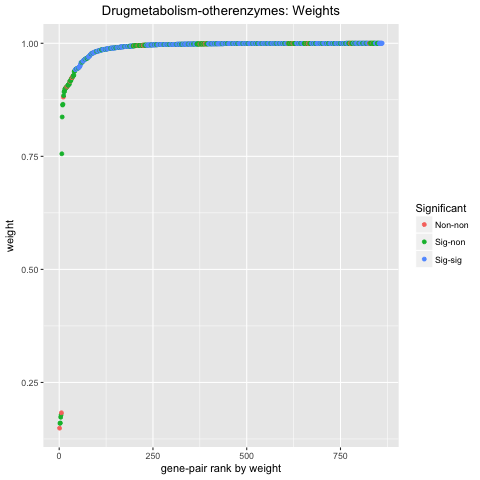 Drugmetabolism-otherenzymes: Weights
1.00
0.75
0.50
0.25
weight
0
250
500
750
gene-pair rank by weight
Significant
Non-non
Sig-non
Sig-sig